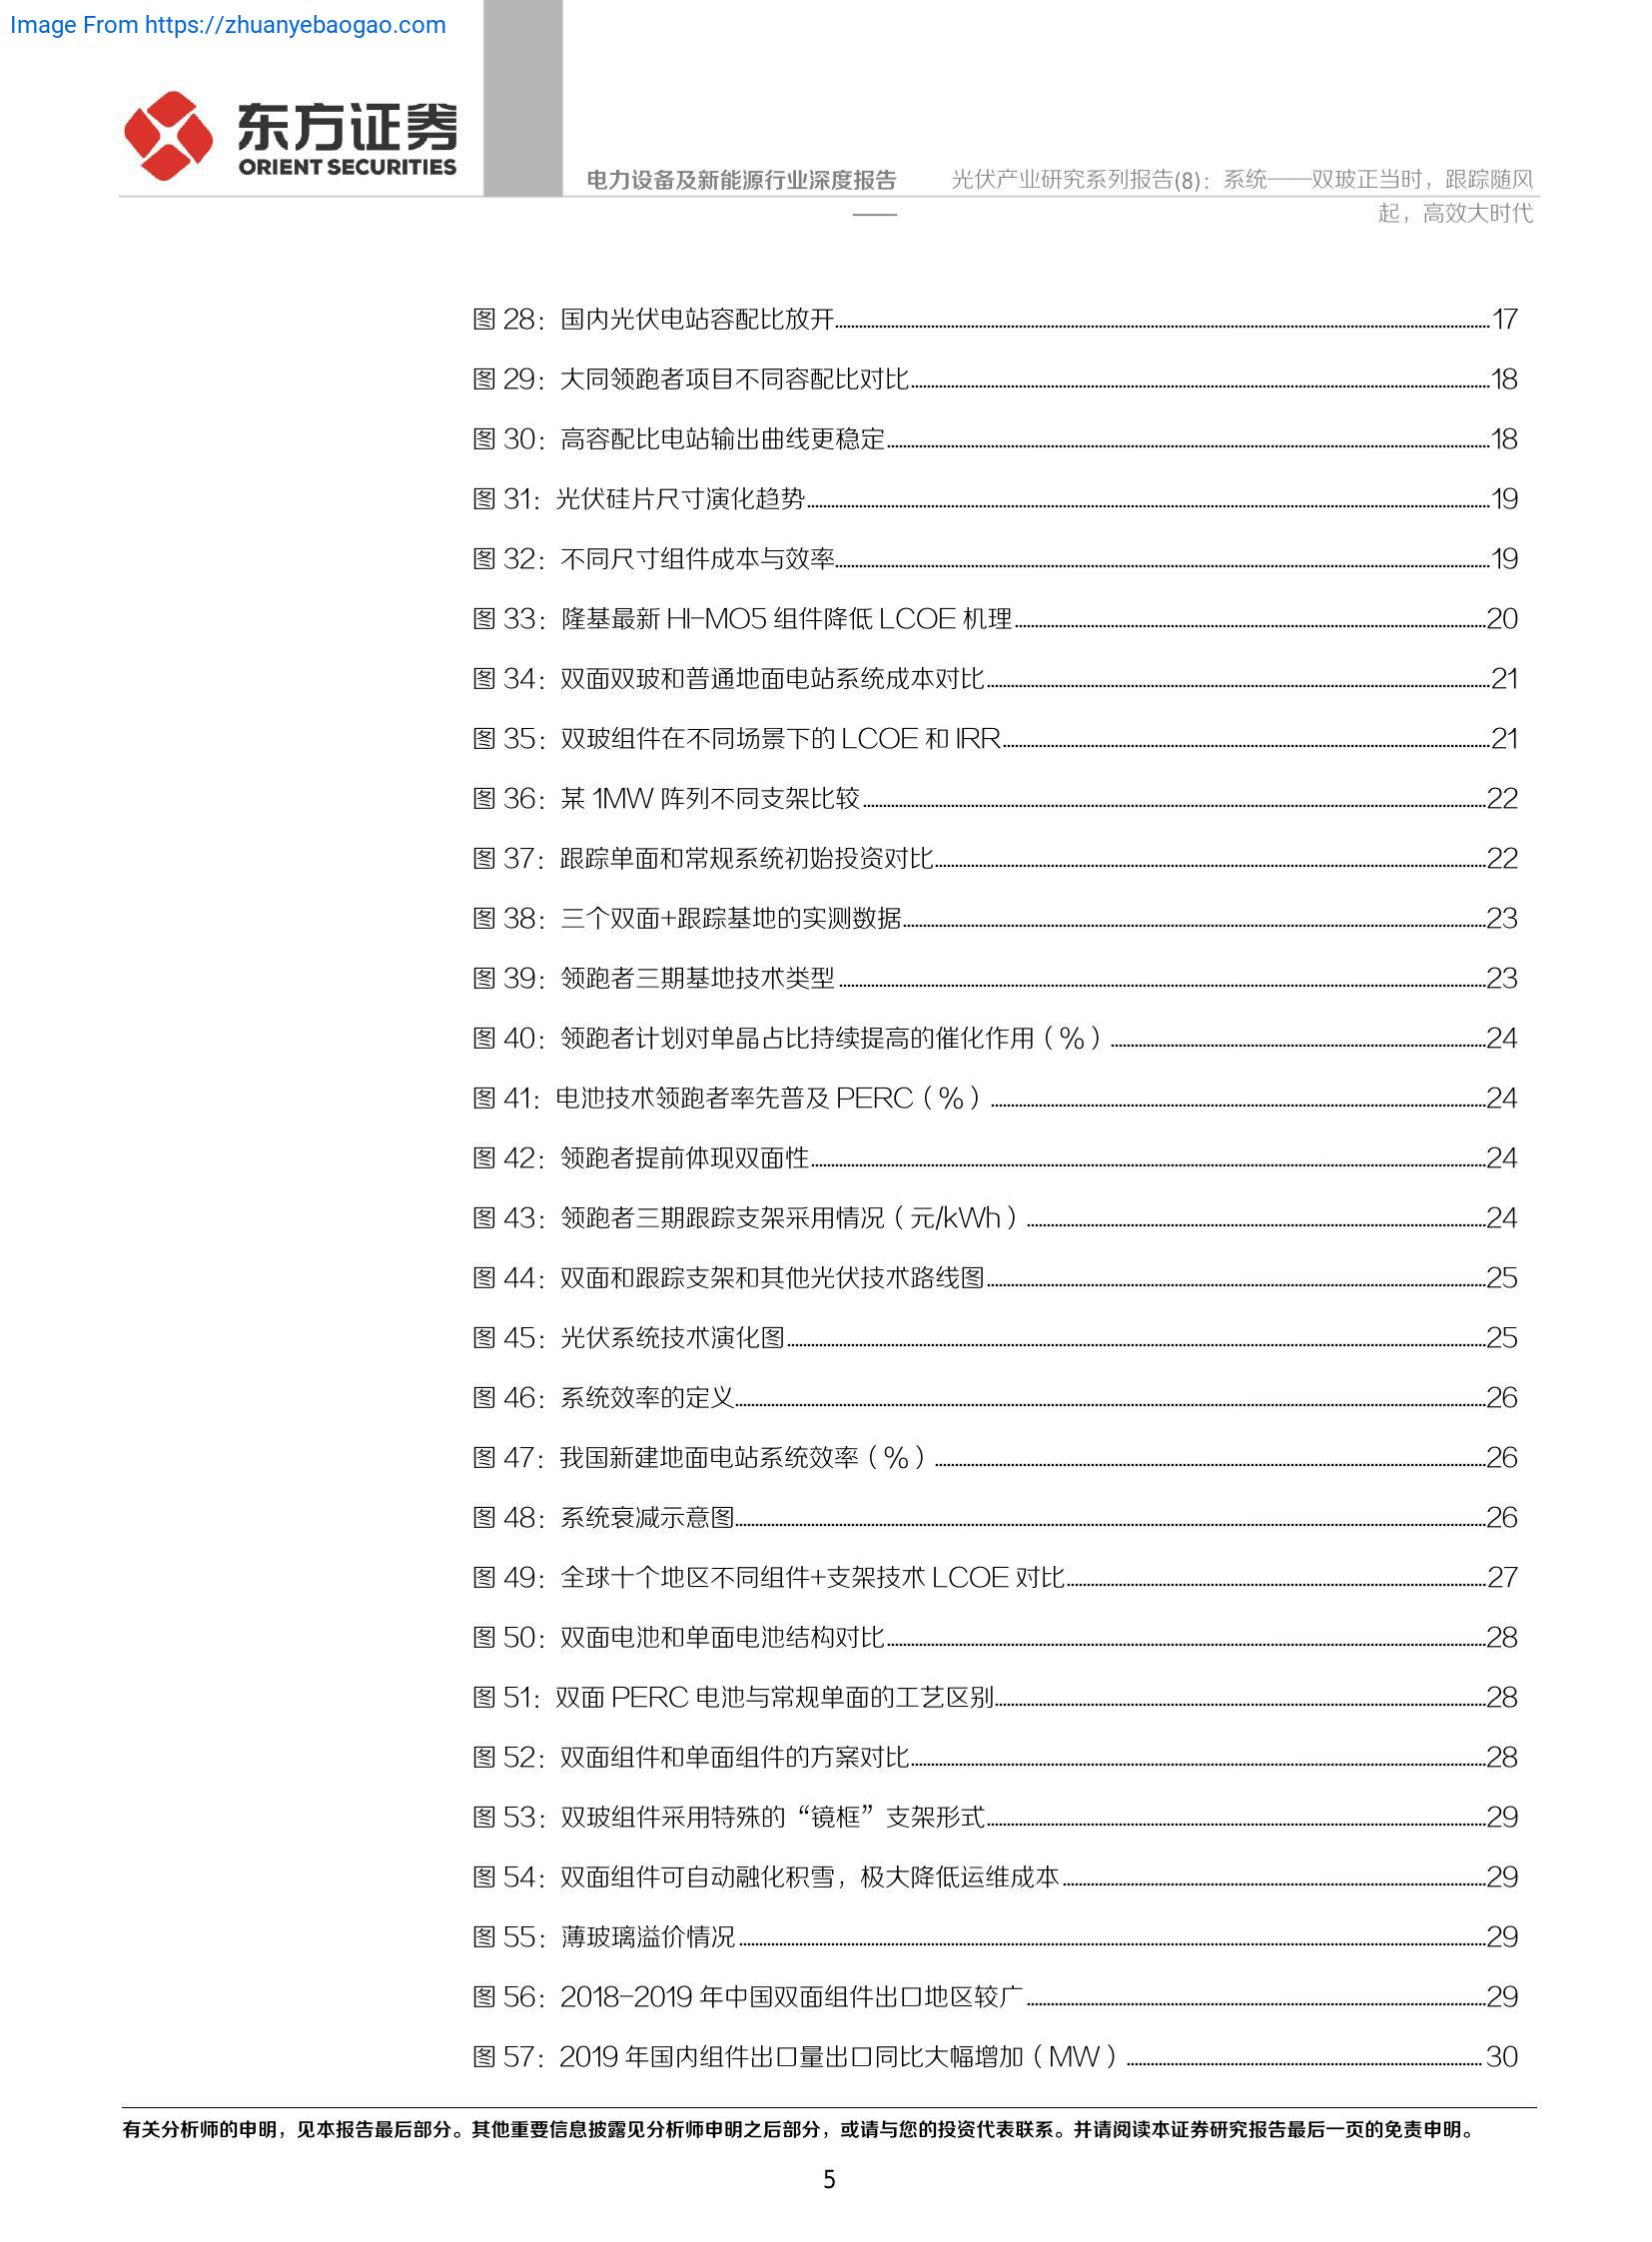 Image From https://zhuanyebaogao.com
东方证券
ORIENT SECURITIES
电力设备及新能源行业深度报告 —— 光伏产业研究系列报告(8)：系统——双玻正当时，跟踪随风
起，高效大时代
图 28：国内光伏电站容配比放开 17
图 29：大同领跑者项目不同容配比对比 18
图 30：高容配比电站输出曲线更稳定 18
图 31：光伏硅片尺寸演化趋势 19
图 32：不同尺寸组件成本与效率 19
图 33：隆基最新 HI-MO5 组件降低 LCOE 机理 20
图 34：双面双玻和普通地面电站系统成本对比 21
图 35：双玻组件在不同场景下的 LCOE 和 IRR 21
图 36：某 1MW 阵列不同支架比较 22
图 37：跟踪单面和常规系统初始投资对比 22
图 38：三个双面+跟踪基地的实测数据 23
图 39：领跑者三期基地技术类型 23
图 40：领跑者计划对单晶占比持续提高的催化作用（%） 24
图 41：电池技术领跑者率先普及 PERC（%） 24
图 42：领跑者提前体现双面性 24
图 43：领跑者三期跟踪支架采用情况（元/kWh） 24
图 44：双面和跟踪支架和其他光伏技术路线图 25
图 45：光伏系统技术演化图 25
图 46：系统效率的定义 26
图 47：我国新建地面电站系统效率（%） 26
图 48：系统衰减示意图 26
图 49：全球十个地区不同组件+支架技术 LCOE 对比 27
图 50：双面电池和单面电池结构对比 28
图 51：双面 PERC 电池与常规单面的工艺区别 28
图 52：双面组件和单面组件的方案对比 28
图 53：双玻组件采用特殊的“镜框”支架形式 29
图 54：双面组件可自动融化积雪，极大降低运维成本 29
图 55：薄玻璃溢价情况 29
图 56：2018-2019 年中国双面组件出口地区较广 29
图 57：2019 年国内组件出口量出口同比大幅增加（MW） 30
有关分析师的申明，见本报告最后部分。其他重要信息披露见分析师申明之后部分，或请与您的投资代表联系。并请阅读本证券研究报告最后一页的免责申明。
5